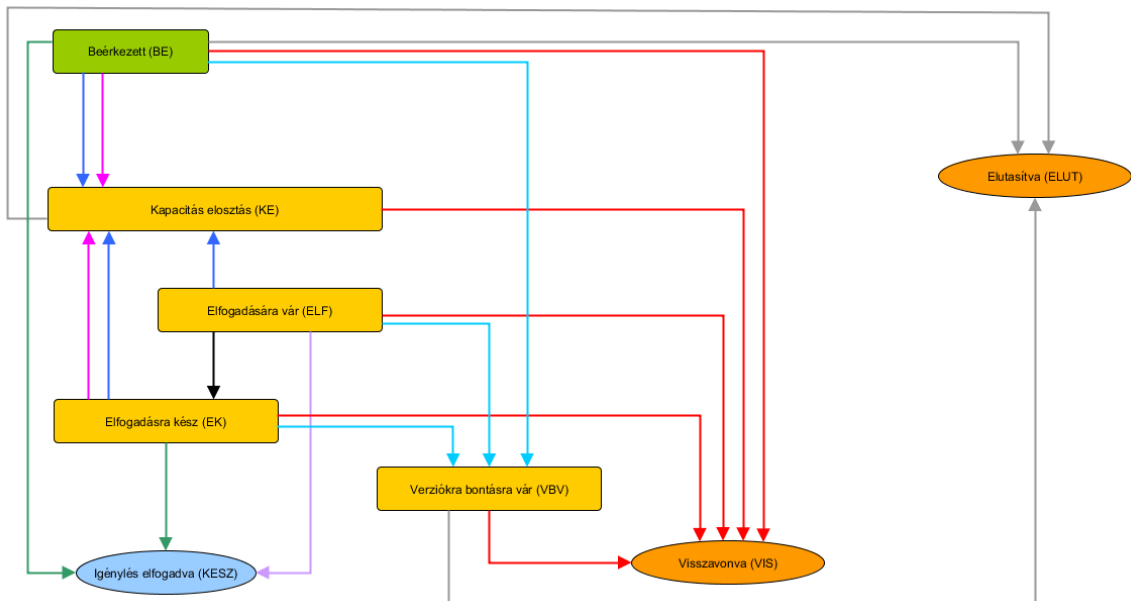 Beérkezett (BE)
Elutasítva (ELUT)
Kapacitás elosztás (KE)
Elfogadására vár (ELF)
Elfogadásra kész (EK)
Verziókra bontásra vár (VBV)
Igénylés elfogadva (KESZ)
Visszavonva (VIS)